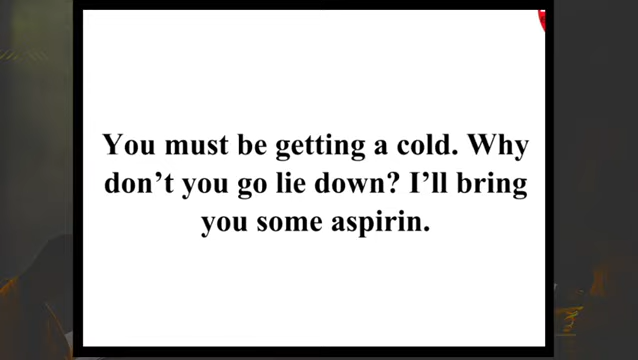 You must be getting a cold. Why
don’t you go lie down? I’ll bring
you some aspirin.